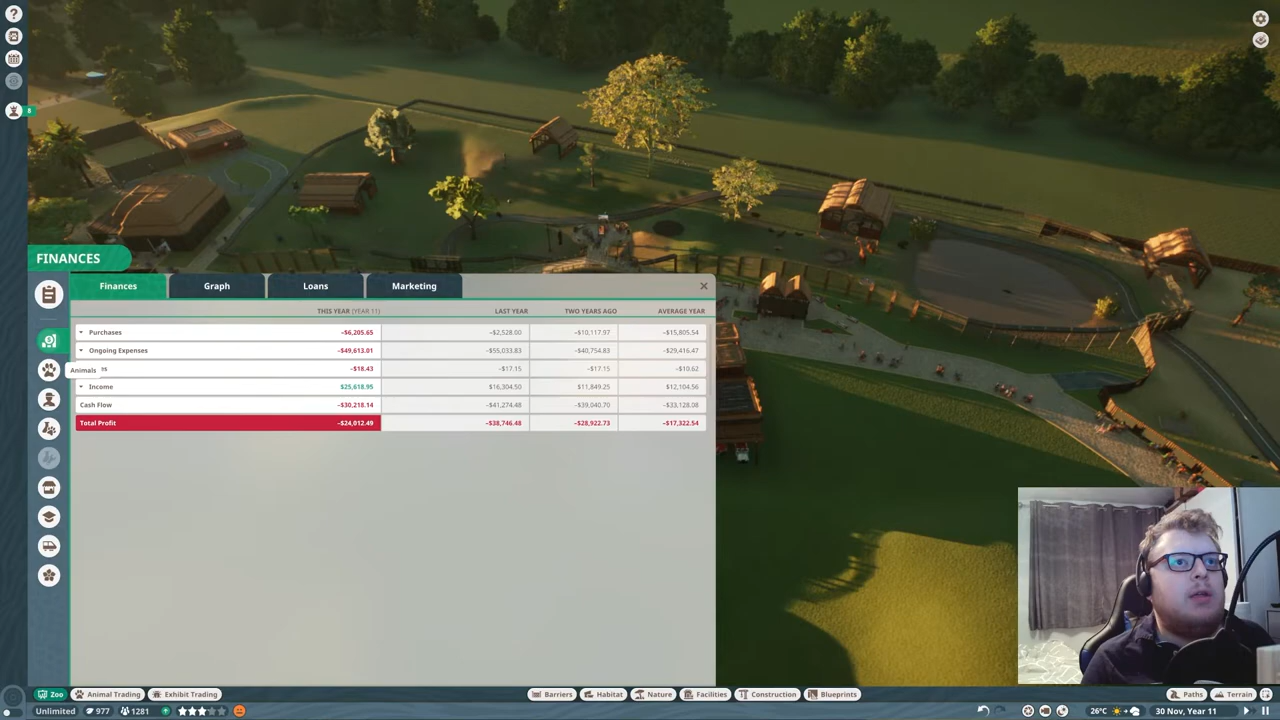 ?
8
FINANCES
Finances Graph Loans Marketing
THIS YEAR (YEAR 11) LAST YEAR TWO YEARS AGO AVERAGE YEAR
Purchases -$6,205.65 -$2,528.00 -$10,117.97 -$15,805.54
Ongoing Expenses -$49,613.01 -$55,033.83 -$40,754.83 -$29,416.47
Animals -$18.43 -$17.15 -$17.15 -$10.62
Income $25,618.95 $16,304.50 $11,849.25 $12,104.56
Cash Flow -$30,218.14 -$41,274.48 -$39,040.70 -$33,128.08
Total Profit -$24,012.49 -$38,746.48 -$28,922.73 -$17,322.54
Zoo Animal Trading Exhibit Trading Barriers Habitat Nature Facilities Construction Blueprints Paths Terrain
Unlimited 977 1281 26°C 30 Nov, Year 11